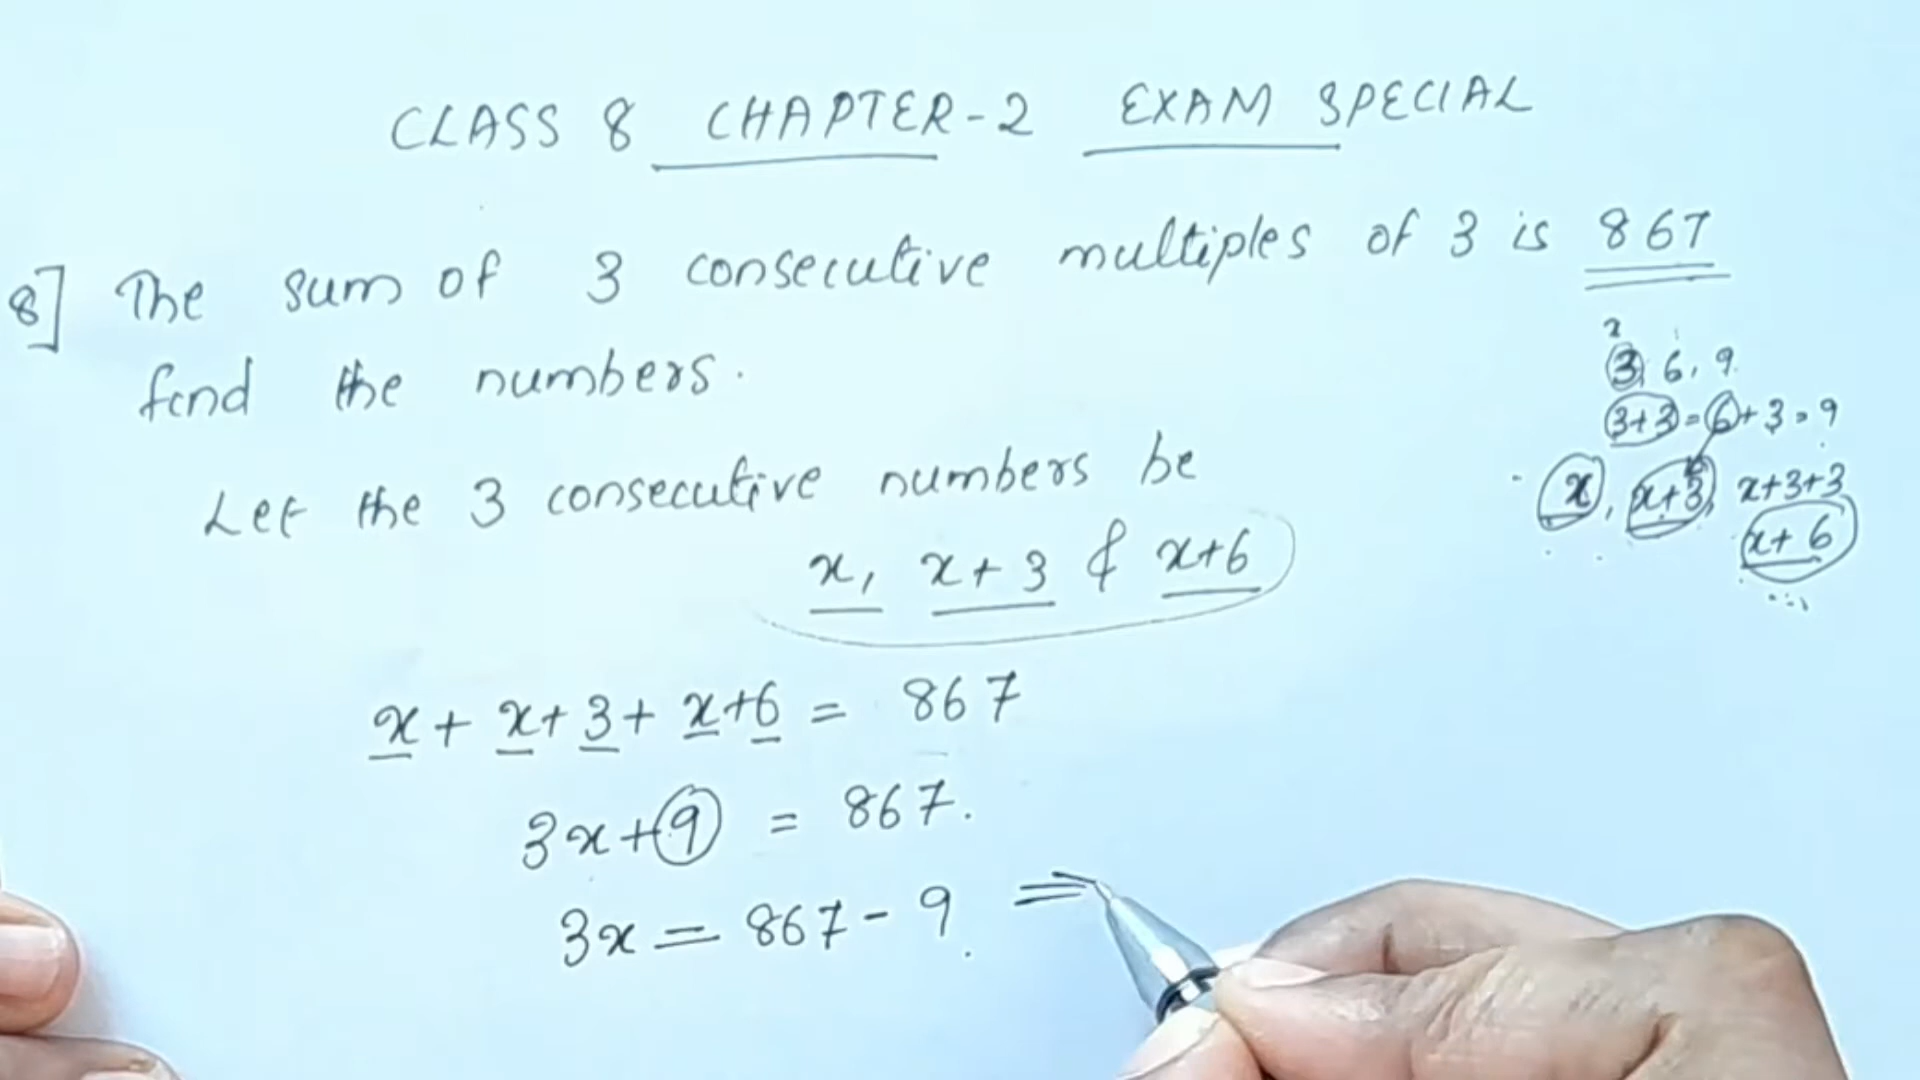 CLASS 8 CHAPTER-2 EXAM SPECIAL
8] The sum of 3 consecutive multiples of 3 is 867
find the numbers.
x
3, 6, 9
3+3=6+3=9
x, x+3, x+3+3
x+6
Let the 3 consecutive numbers be
x, x+3 & x+6
x + x+3+ x+6 = 867
3x+9 = 867.
3x = 867-9 =